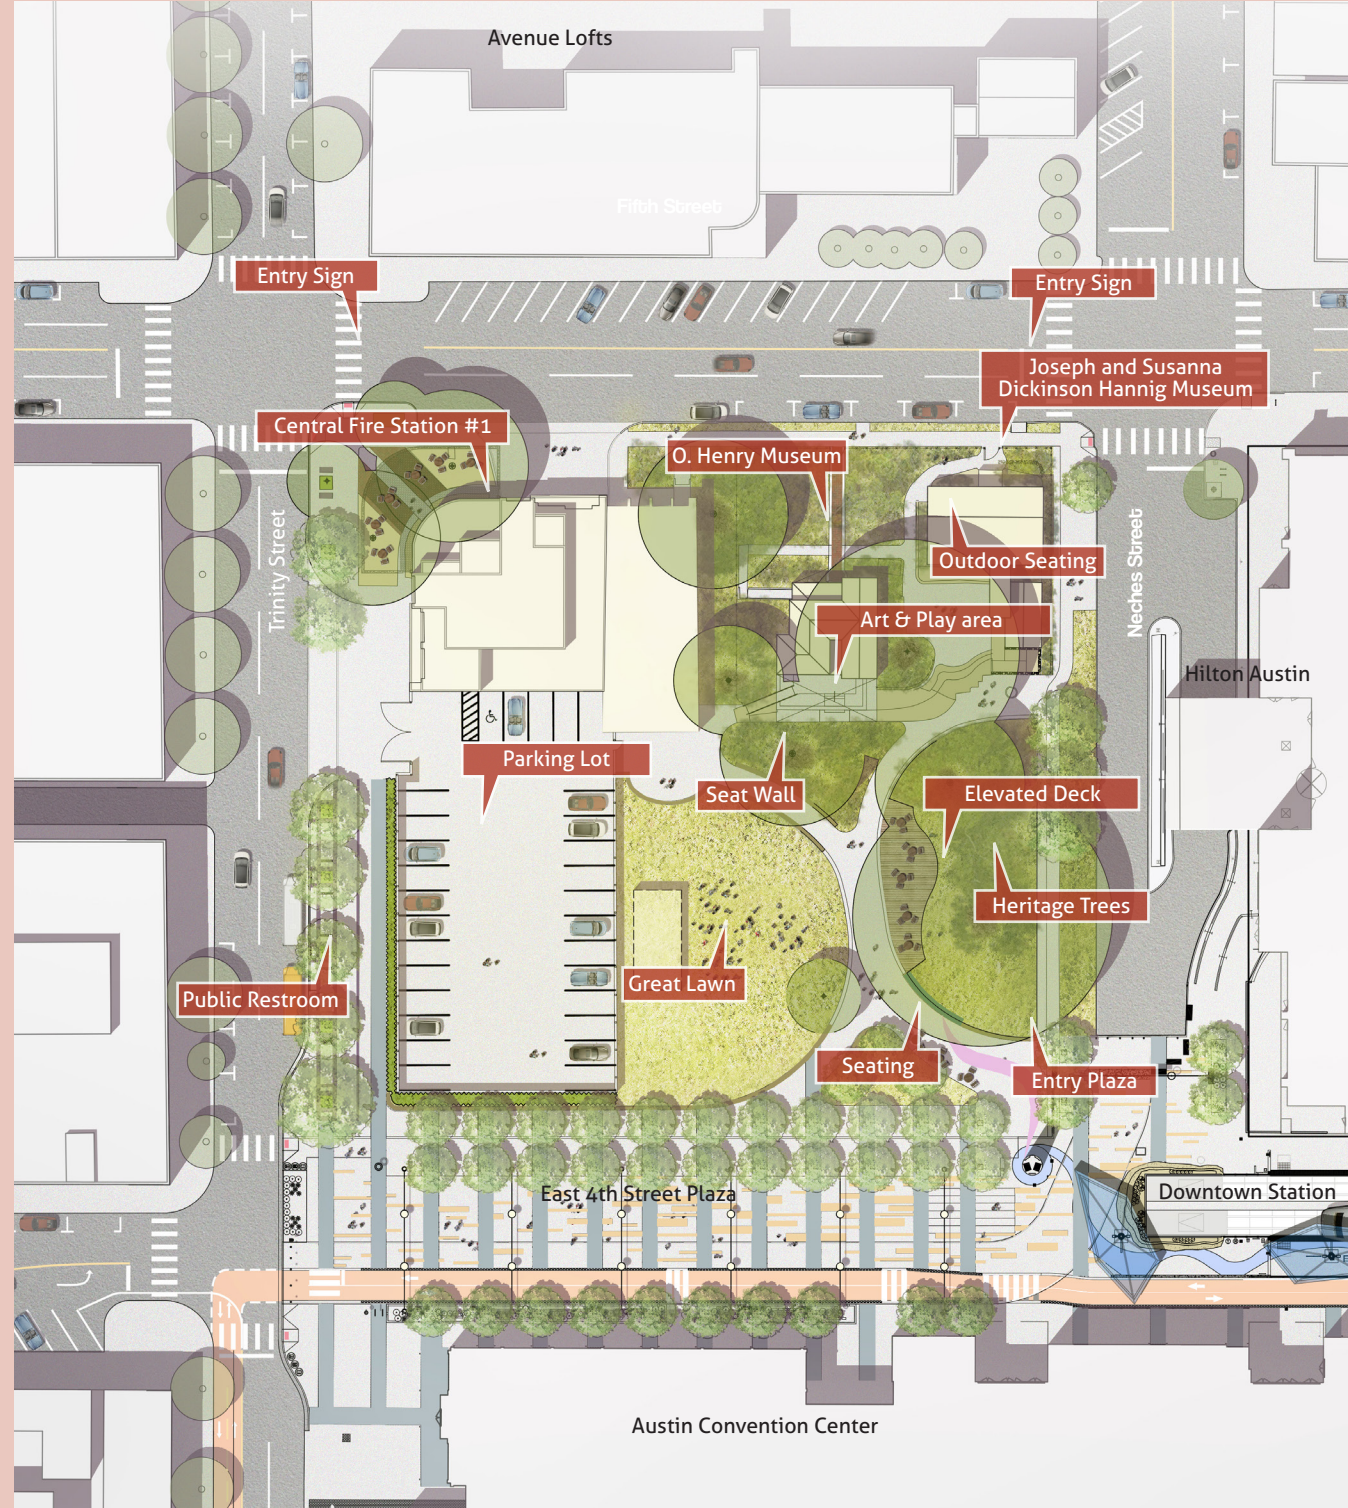 Avenue Lofts
Fifth Street
Entry Sign
Entry Sign
Joseph and Susanna
Dickinson Hannig Museum
Central Fire Station #1
O. Henry Museum
Trinity Street
Neches Street
Outdoor Seating
Art & Play area
Hilton Austin
Parking Lot
Seat Wall
Elevated Deck
Heritage Trees
Great Lawn
Public Restroom
Seating
Entry Plaza
East 4th Street Plaza
Downtown Station
Austin Convention Center